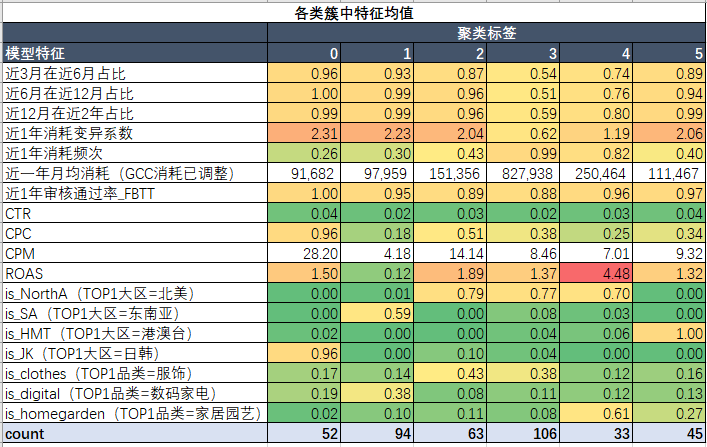 各类簇中特征均值
聚类标签
模型特征 0 1 2 3 4 5
近3月在近6月占比 0.96 0.93 0.87 0.54 0.74 0.89
近6月在近12月占比 1.00 0.99 0.96 0.51 0.76 0.94
近12月在近2年占比 0.99 0.99 0.96 0.59 0.80 0.99
近1年消耗变异系数 2.31 2.23 2.04 0.62 1.19 2.06
近1年消耗频次 0.26 0.30 0.43 0.99 0.82 0.40
近一年月均消耗（GCC消耗已调整） 91,682 97,959 151,356 827,938 250,464 111,467
近1年审核通过率_FBTT 1.00 0.95 0.89 0.88 0.96 0.97
CTR 0.04 0.02 0.03 0.02 0.03 0.04
CPC 0.96 0.18 0.51 0.38 0.25 0.34
CPM 28.20 4.18 14.14 8.46 7.01 9.32
ROAS 1.50 0.12 1.89 1.37 4.48 1.32
is_NorthA（TOP1大区=北美） 0.00 0.01 0.79 0.77 0.70 0.00
is_SA（TOP1大区=东南亚） 0.00 0.59 0.00 0.08 0.03 0.00
is_HMT（TOP1大区=港澳台） 0.02 0.00 0.00 0.04 0.06 1.00
is_JK（TOP1大区=日韩） 0.96 0.00 0.10 0.04 0.00 0.00
is_clothes（TOP1品类=服饰） 0.17 0.14 0.43 0.38 0.12 0.16
is_digital（TOP1品类=数码家电） 0.19 0.38 0.08 0.11 0.12 0.13
is_homegarden（TOP1品类=家居园艺） 0.02 0.10 0.11 0.08 0.61 0.27
count 52 94 63 106 33 45